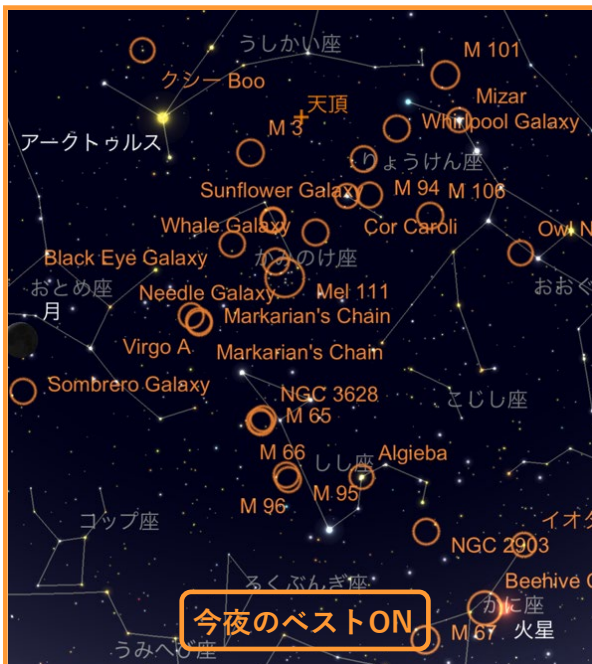 うしかい座
M 101
クシー Boo
Mizar
天頂
Whirlpool Galaxy
M 3
アークトゥルス
りょうけん座
Sunflower Galaxy
M 94
M 106
Whale Galaxy
Cor Caroli
Owl N
Black Eye Galaxy
かみのけ座
おとめ座
Needle Galaxy
Mel 111
おおぐ
月
Markarian's Chain
Virgo A
Markarian's Chain
Sombrero Galaxy
NGC 3628
こじし座
M 65
M 66
しし座
Algieba
M 96
M 95
コップ座
イオタ
NGC 2903
ろくぶんぎ座
Beehive C
かに座
今夜のベストON
M 67
火星
うみへび座